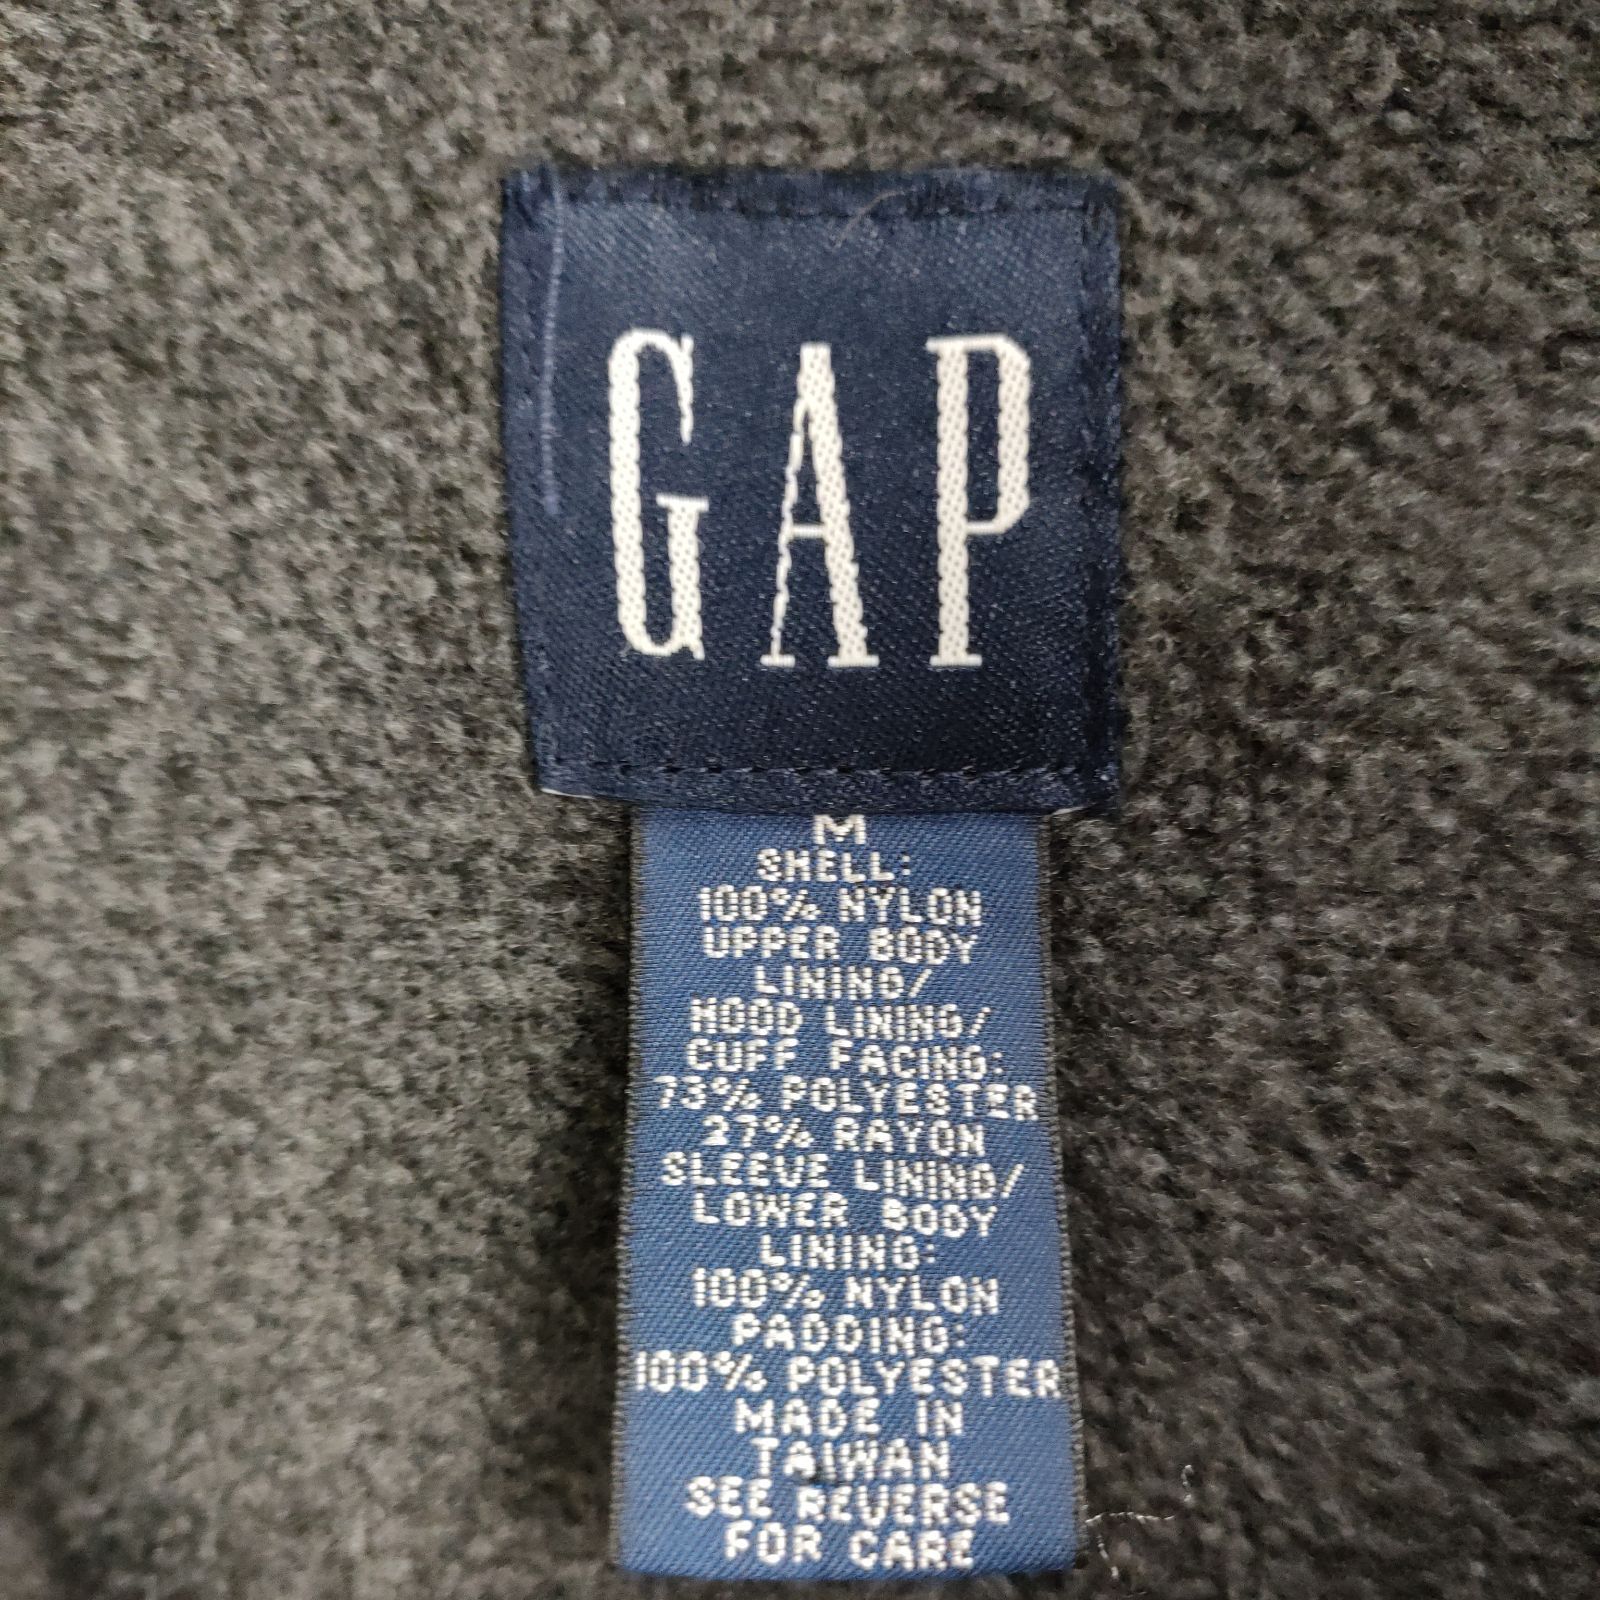 GAP
M
SHELL:
100% NYLON
UPPER BODY
LINING/
HOOD LINING/
CUFF FACING:
73% POLYESTER
27% RAYON
SLEEVE LINING/
LOWER BODY
LINING:
100% NYLON
PADDING:
100% POLYESTER
MADE IN
TAIWAN
SEE REVERSE
FOR CARE